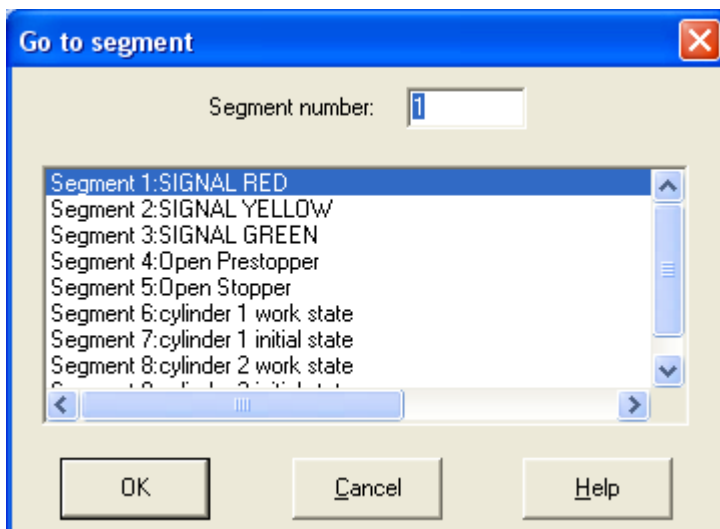 Go to segment
Segment number: 1
Segment 1:SIGNAL RED
Segment 2:SIGNAL YELLOW
Segment 3:SIGNAL GREEN
Segment 4:Open Prestopper
Segment 5:Open Stopper
Segment 6:cylinder 1 work state
Segment 7:cylinder 1 initial state
Segment 8:cylinder 2 work state
OK Cancel Help